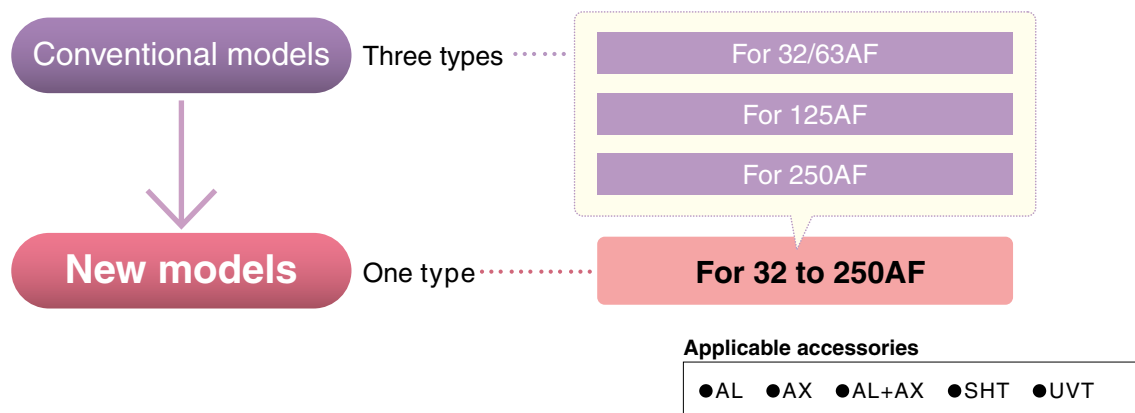 Conventional models
Three types
For 32/63AF
For 125AF
For 250AF
New models
One type
For 32 to 250AF
Applicable accessories
●AL ●AX ●AL+AX ●SHT ●UVT